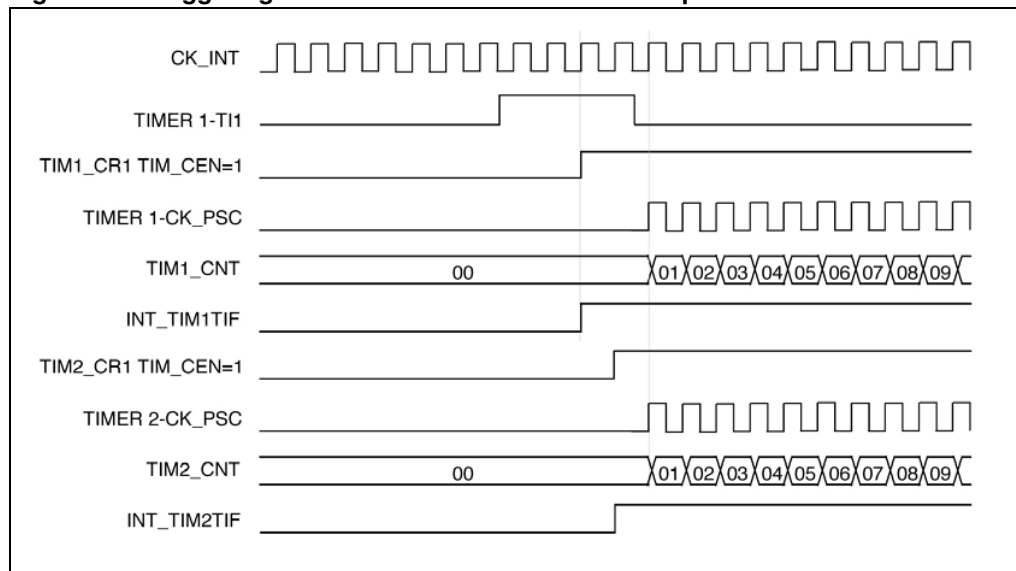 CK_INT
TIMER 1-TI1
TIM1_CR1 TIM_CEN=1
TIMER 1-CK_PSC
TIM1_CNT 00 01 02 03 04 05 06 07 08 09
INT_TIM1TIF
TIM2_CR1 TIM_CEN=1
TIMER 2-CK_PSC
TIM2_CNT 00 01 02 03 04 05 06 07 08 09
INT_TIM2TIF